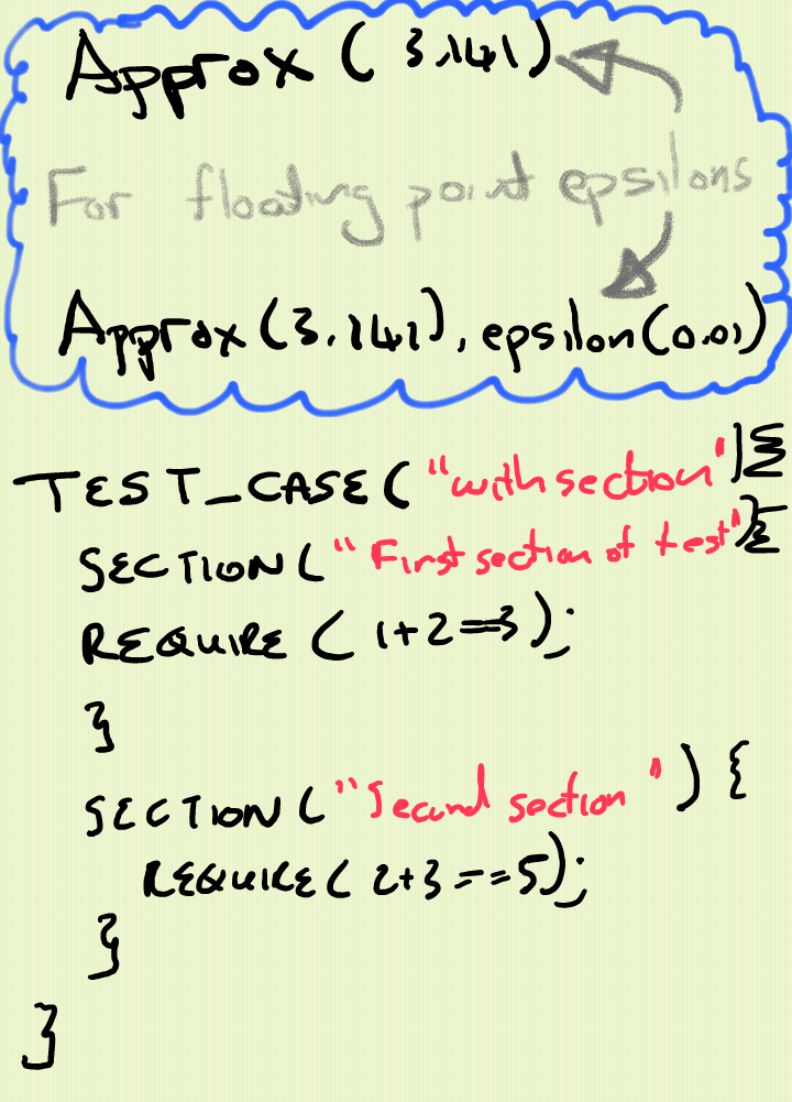 Approx (3.141)
For floating point epsilons
Approx(3.141).epsilon(0.01)
TEST_CASE("with section"){
SECTION("First section of test"){
REQUIRE (1+2==3);
}
SECTION("Second section") {
REQUIRE(2+3==5);
}
}